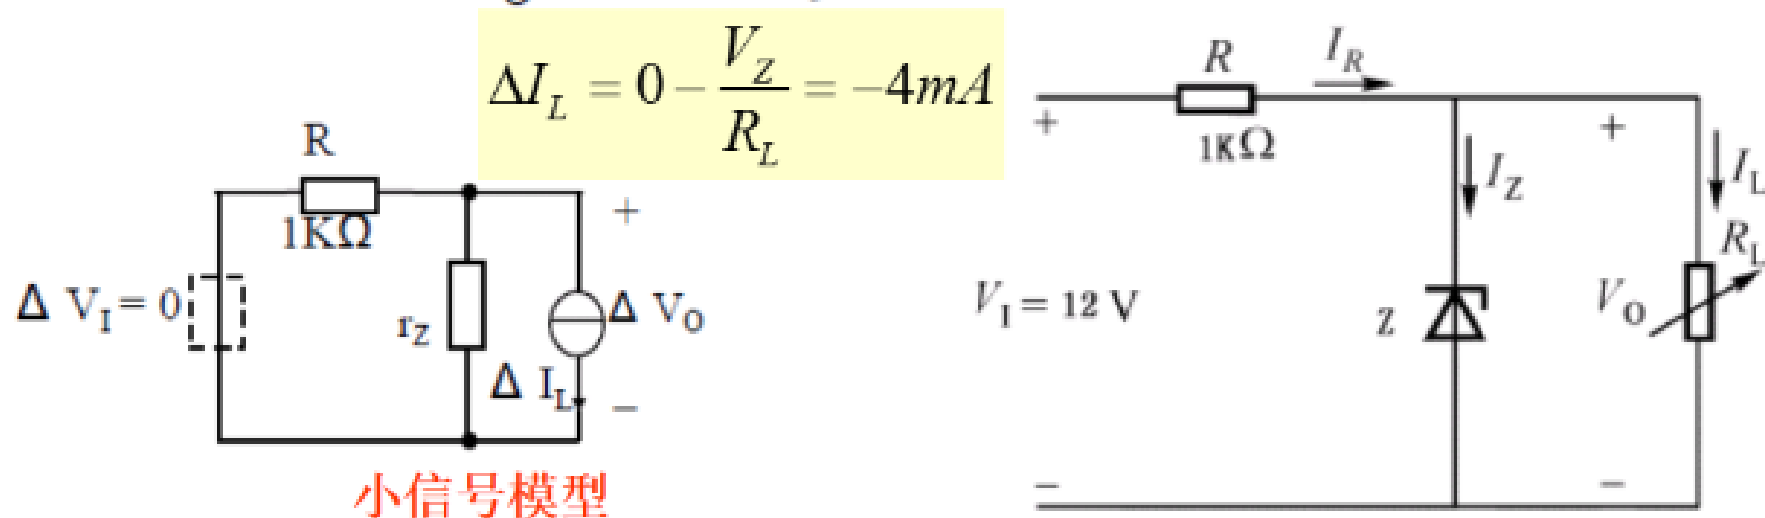 ΔI_L = 0 - V_Z / R_L = -4mA
R
1KΩ
Δ V_I = 0
r_Z
Δ I_L
+
Δ V_O
−
小信号模型
R
I_R
1KΩ
+
V_I = 12 V
−
I_Z
Z
+
V_O
−
I_L
R_L